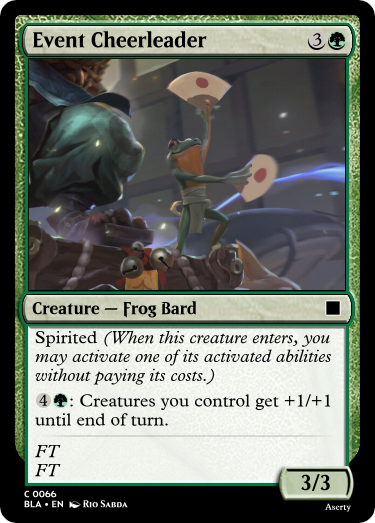 Event Cheerleader 3
Creature — Frog Bard
Spirited (When this creature enters, you
may activate one of its activated abilities
without paying its costs.)
4 : Creatures you control get +1/+1
until end of turn.
FT
FT
3/3
C 0066
BLA • EN Rio Sabda
Aserty